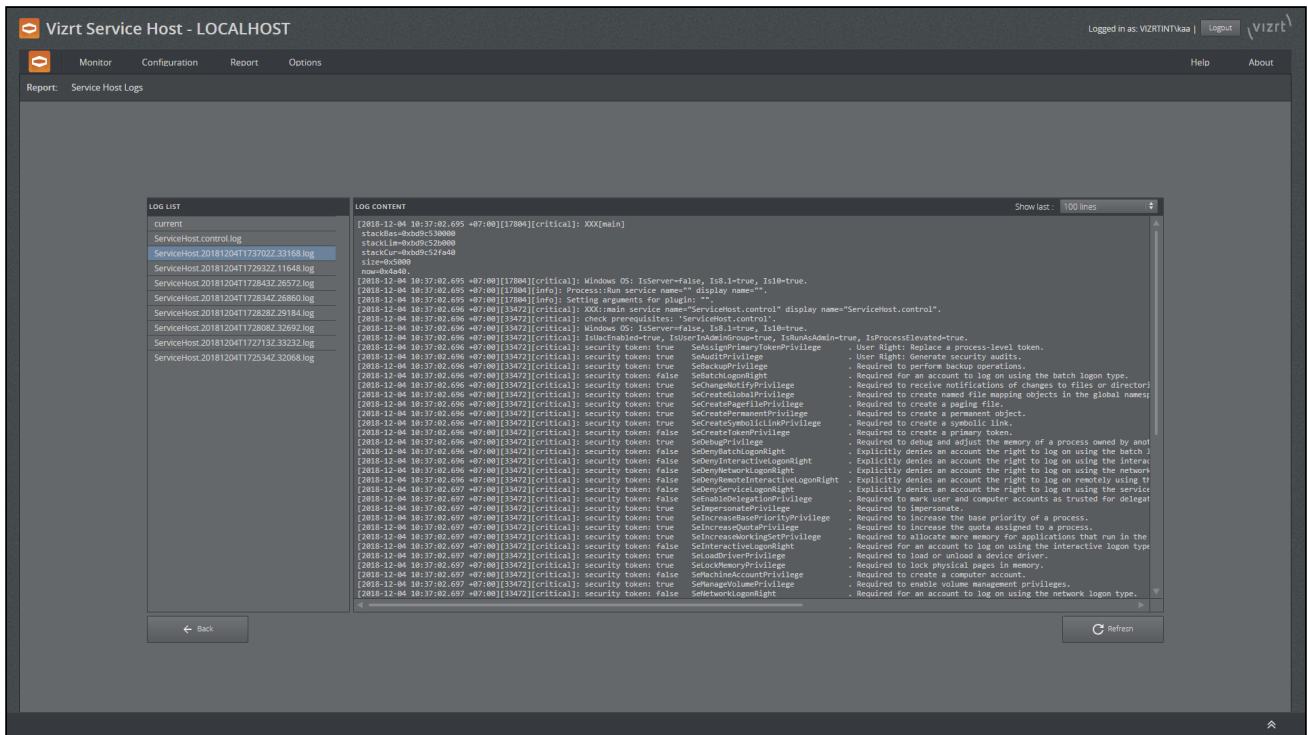 Vizrt Service Host - LOCALHOST
Logged in as: VIZRTINT\kaa | Logout vizrt
Monitor Configuration Report Options Help About
Report: Service Host Logs
LOG LIST
current
ServiceHost.control.log
ServiceHost.20181204T173702Z.33168.log
ServiceHost.20181204T172932Z.11648.log
ServiceHost.20181204T172843Z.26572.log
ServiceHost.20181204T172834Z.26860.log
ServiceHost.20181204T172828Z.29184.log
ServiceHost.20181204T172808Z.32692.log
ServiceHost.20181204T172713Z.33232.log
ServiceHost.20181204T172534Z.32068.log
LOG CONTENT Show last : 100 lines
[2018-12-04 10:37:02.695 +07:00][17804][critical]: XXX[main]
stackBas=0xbd9c530000
stackLim=0xbd9c52b000
stackCur=0xbd9c52fa40
size=0x5000
now=0x4a40.
[2018-12-04 10:37:02.695 +07:00][17804][critical]: Windows OS: IsServer=false, Is8.1=true, Is10=true.
[2018-12-04 10:37:02.695 +07:00][17804][info]: Process::Run service name="" display name="".
[2018-12-04 10:37:02.695 +07:00][17804][info]: Setting arguments for plugin: "".
[2018-12-04 10:37:02.696 +07:00][33472][critical]: XXX::main service name="ServiceHost.control" display name="ServiceHost.control".
[2018-12-04 10:37:02.696 +07:00][33472][critical]: check prerequisites: 'ServiceHost.control'.
[2018-12-04 10:37:02.696 +07:00][33472][critical]: Windows OS: IsServer=false, Is8.1=true, Is10=true.
[2018-12-04 10:37:02.696 +07:00][33472][critical]: IsUacEnabled=true, IsUserInAdminGroup=true, IsRunAsAdmin=true, IsProcessElevated=true.
[2018-12-04 10:37:02.696 +07:00][33472][critical]: security token: true SeAssignPrimaryTokenPrivilege . User Right: Replace a process-level token.
[2018-12-04 10:37:02.696 +07:00][33472][critical]: security token: true SeAuditPrivilege . User Right: Generate security audits.
[2018-12-04 10:37:02.696 +07:00][33472][critical]: security token: true SeBackupPrivilege . Required to perform backup operations.
[2018-12-04 10:37:02.696 +07:00][33472][critical]: security token: false SeBatchLogonRight . Required for an account to log on using the batch logon type.
[2018-12-04 10:37:02.696 +07:00][33472][critical]: security token: true SeChangeNotifyPrivilege . Required to receive notifications of changes to files or directori
[2018-12-04 10:37:02.696 +07:00][33472][critical]: security token: true SeCreateGlobalPrivilege . Required to create named file mapping objects in the global namesp
[2018-12-04 10:37:02.696 +07:00][33472][critical]: security token: true SeCreatePagefilePrivilege . Required to create a paging file.
[2018-12-04 10:37:02.696 +07:00][33472][critical]: security token: true SeCreatePermanentPrivilege . Required to create a permanent object.
[2018-12-04 10:37:02.696 +07:00][33472][critical]: security token: true SeCreateSymbolicLinkPrivilege . Required to create a symbolic link.
[2018-12-04 10:37:02.696 +07:00][33472][critical]: security token: false SeCreateTokenPrivilege . Required to create a primary token.
[2018-12-04 10:37:02.696 +07:00][33472][critical]: security token: true SeDebugPrivilege . Required to debug and adjust the memory of a process owned by anot
[2018-12-04 10:37:02.696 +07:00][33472][critical]: security token: false SeDenyBatchLogonRight . Explicitly denies an account the right to log on using the batch l
[2018-12-04 10:37:02.696 +07:00][33472][critical]: security token: false SeDenyInteractiveLogonRight . Explicitly denies an account the right to log on using the interac
[2018-12-04 10:37:02.696 +07:00][33472][critical]: security token: false SeDenyNetworkLogonRight . Explicitly denies an account the right to log on using the network
[2018-12-04 10:37:02.696 +07:00][33472][critical]: security token: false SeDenyRemoteInteractiveLogonRight . Explicitly denies an account the right to log on remotely using th
[2018-12-04 10:37:02.697 +07:00][33472][critical]: security token: false SeDenyServiceLogonRight . Explicitly denies an account the right to log on using the service
[2018-12-04 10:37:02.697 +07:00][33472][critical]: security token: false SeEnableDelegationPrivilege . Required to mark user and computer accounts as trusted for delegat
[2018-12-04 10:37:02.697 +07:00][33472][critical]: security token: true SeImpersonatePrivilege . Required to impersonate.
[2018-12-04 10:37:02.697 +07:00][33472][critical]: security token: true SeIncreaseBasePriorityPrivilege . Required to increase the base priority of a process.
[2018-12-04 10:37:02.697 +07:00][33472][critical]: security token: true SeIncreaseQuotaPrivilege . Required to increase the quota assigned to a process.
[2018-12-04 10:37:02.697 +07:00][33472][critical]: security token: true SeIncreaseWorkingSetPrivilege . Required to allocate more memory for applications that run in the
[2018-12-04 10:37:02.697 +07:00][33472][critical]: security token: false SeInteractiveLogonRight . Required for an account to log on using the interactive logon type
[2018-12-04 10:37:02.697 +07:00][33472][critical]: security token: true SeLoadDriverPrivilege . Required to load or unload a device driver.
[2018-12-04 10:37:02.697 +07:00][33472][critical]: security token: true SeLockMemoryPrivilege . Required to lock physical pages in memory.
[2018-12-04 10:37:02.697 +07:00][33472][critical]: security token: false SeMachineAccountPrivilege . Required to create a computer account.
[2018-12-04 10:37:02.697 +07:00][33472][critical]: security token: true SeManageVolumePrivilege . Required to enable volume management privileges.
[2018-12-04 10:37:02.697 +07:00][33472][critical]: security token: false SeNetworkLogonRight . Required for an account to log on using the network logon type.
Back Refresh